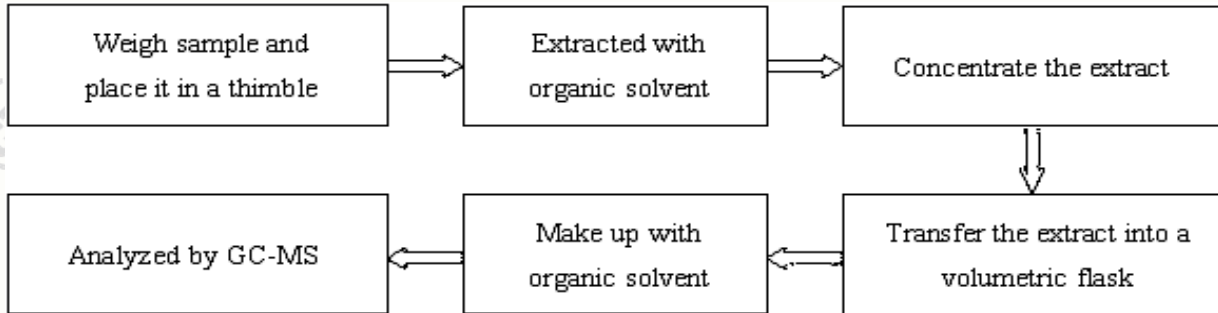 Weigh sample and
place it in a thimble
Extracted with
organic solvent
Concentrate the extract
Transfer the extract into a
volumetric flask
Make up with
organic solvent
Analyzed by GC-MS